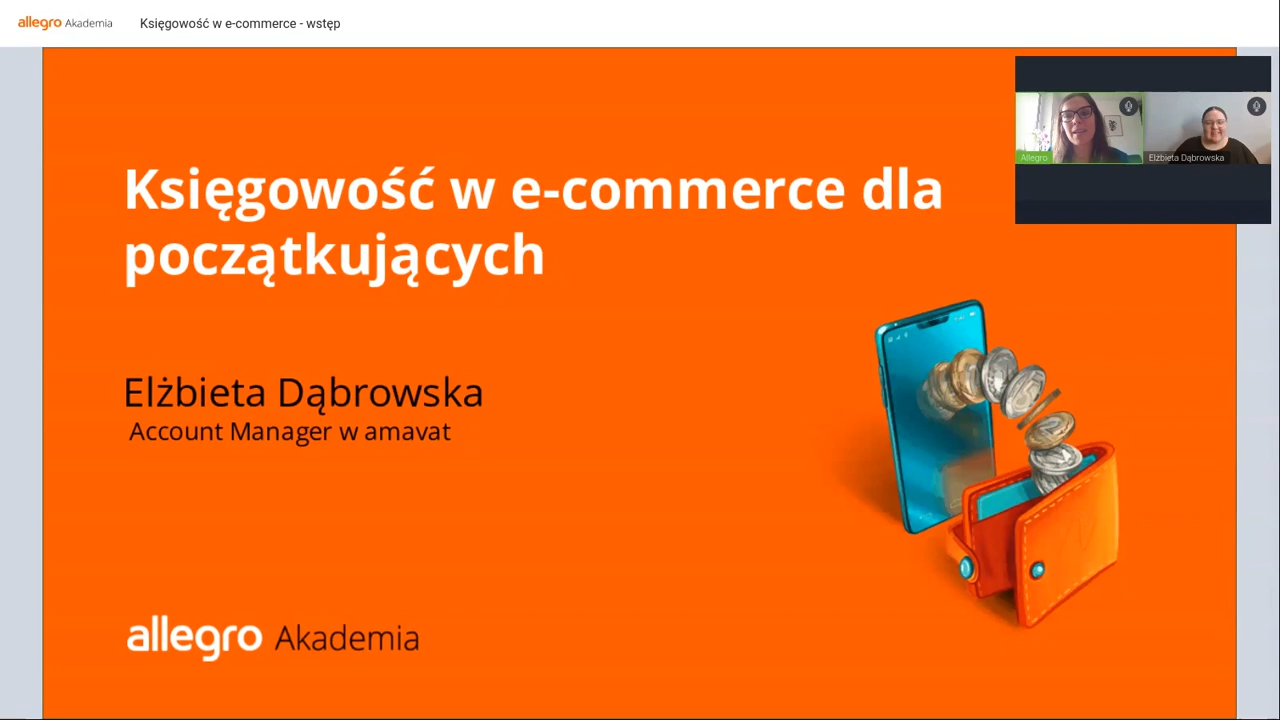 allegro Akademia
Księgowość w e-commerce - wstęp
Allegro
Elżbieta Dąbrowska
Księgowość w e-commerce dla
początkujących
Elżbieta Dąbrowska
Account Manager w amavat
allegro Akademia